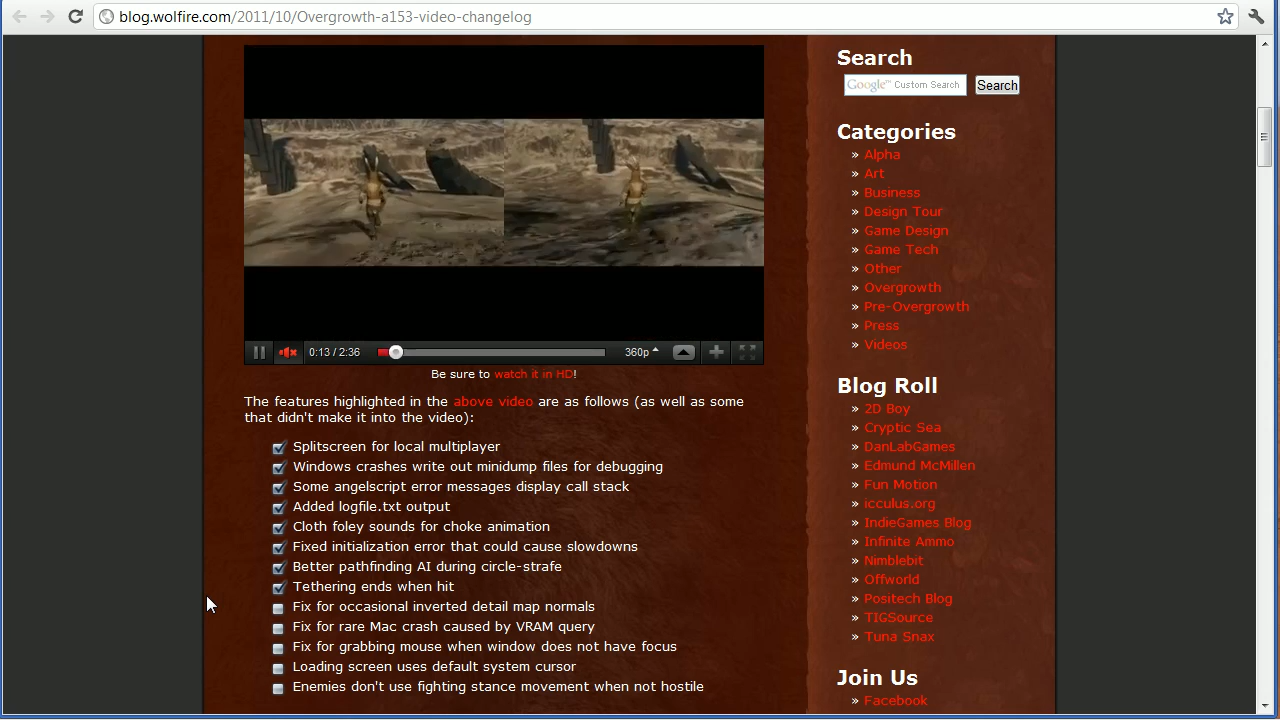 blog.wolfire.com/2011/10/Overgrowth-a153-video-changelog
0:13 / 2:36
360p
Be sure to watch it in HD!
The features highlighted in the above video are as follows (as well as some
that didn't make it into the video):
Splitscreen for local multiplayer
Windows crashes write out minidump files for debugging
Some angelscript error messages display call stack
Added logfile.txt output
Cloth foley sounds for choke animation
Fixed initialization error that could cause slowdowns
Better pathfinding AI during circle-strafe
Tethering ends when hit
Fix for occasional inverted detail map normals
Fix for rare Mac crash caused by VRAM query
Fix for grabbing mouse when window does not have focus
Loading screen uses default system cursor
Enemies don't use fighting stance movement when not hostile
Search
Google™ Custom Search
Search
Categories
» Alpha
» Art
» Business
» Design Tour
» Game Design
» Game Tech
» Other
» Overgrowth
» Pre-Overgrowth
» Press
» Videos
Blog Roll
» 2D Boy
» Cryptic Sea
» DanLabGames
» Edmund McMillen
» Fun Motion
» icculus.org
» IndieGames Blog
» Infinite Ammo
» Nimblebit
» Offworld
» Positech Blog
» TIGSource
» Tuna Snax
Join Us
» Facebook